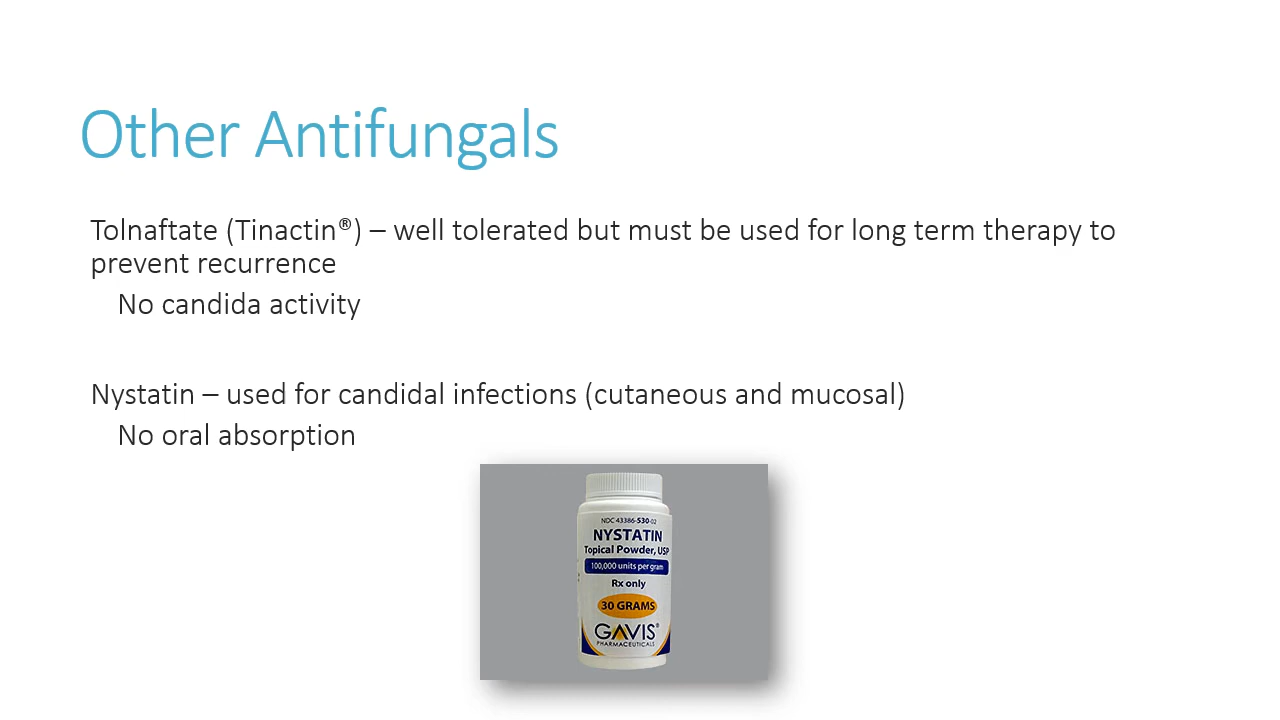 Other Antifungals
Tolnaftate (Tinactin®) – well tolerated but must be used for long term therapy to
prevent recurrence
No candida activity
Nystatin – used for candidal infections (cutaneous and mucosal)
No oral absorption
NDC 43386-530-02
NYSTATIN
Topical Powder, USP
100,000 units per gram
Rx only
30 GRAMS
GAVIS®
PHARMACEUTICALS